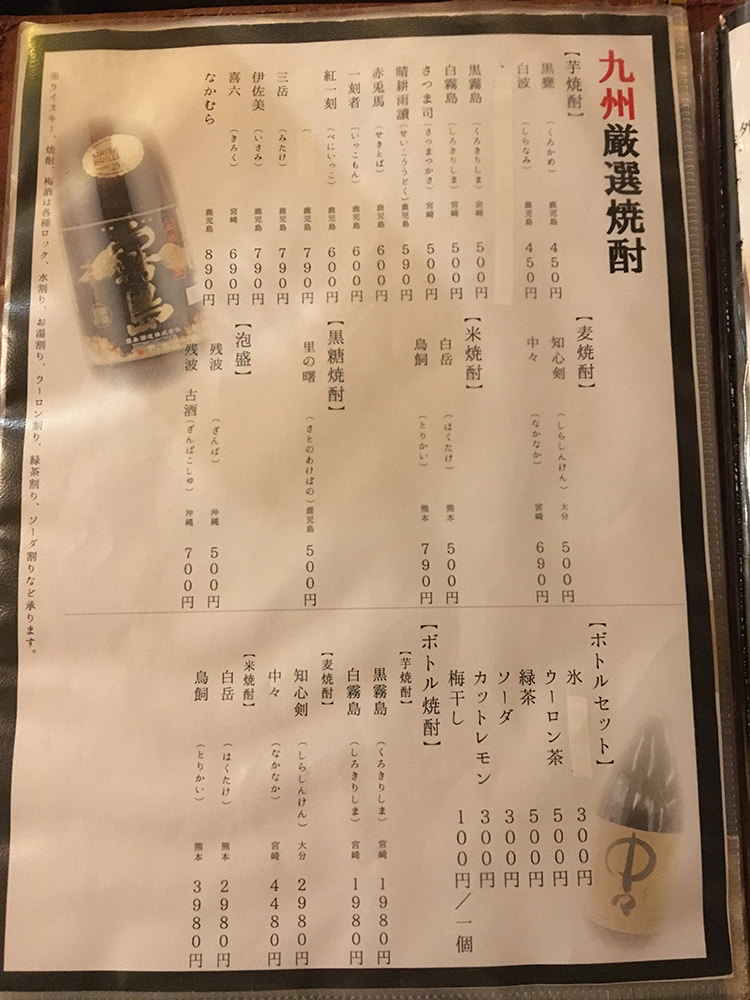 九州厳選焼酎
【芋焼酎】
黒甕 (くろかめ) 鹿児島 450円
白波 (しらなみ) 鹿児島 450円
黒霧島 (くろきりしま) 宮崎 500円
白霧島 (しろきりしま) 宮崎 500円
さつま司 (さつまつかさ) 宮崎 500円
晴耕雨讀 (せいこううどく) 鹿児島 590円
赤兎馬 (せきとば) 鹿児島 600円
一刻者 (いっこもん) 鹿児島 600円
紅一刻 (べにいっこ) 鹿児島 600円
) 鹿児島 790円
三岳 (みたけ) 鹿児島 790円
伊佐美 (いさみ) 鹿児島 790円
喜六 (きろく) 宮崎 690円
なかむら 鹿児島 890円
【麦焼酎】
知心剣 (しらしんけん) 大分 500円
中々 (なかなか) 宮崎 690円
【米焼酎】
白岳 (はくたけ) 熊本 500円
鳥飼 (とりかい) 熊本 790円
【黒糖焼酎】
里の曙 (さとのあけぼの) 鹿児島 500円
【泡盛】
残波 (ざんぱ) 沖縄 500円
残波 古酒 (ざんぱこしゅ) 沖縄 700円
【ボトルセット】
氷 300円
ウーロン茶 500円
緑茶 500円
ソーダ 300円
カットレモン 300円
梅干し 100円/一個
【ボトル焼酎】
【芋焼酎】
黒霧島 (くろきりしま) 宮崎 1980円
白霧島 (しろきりしま) 宮崎 1980円
【麦焼酎】
知心剣 (しらしんけん) 大分 2980円
中々 (なかなか) 宮崎 4480円
【米焼酎】
白岳 (はくたけ) 熊本 2980円
鳥飼 (とりかい) 熊本 3980円
※ウイスキー、焼酎、梅酒は各種ロック、水割り、お湯割り、ウーロン割り、緑茶割り、ソーダ割りなど承ります。
白霧島
中々